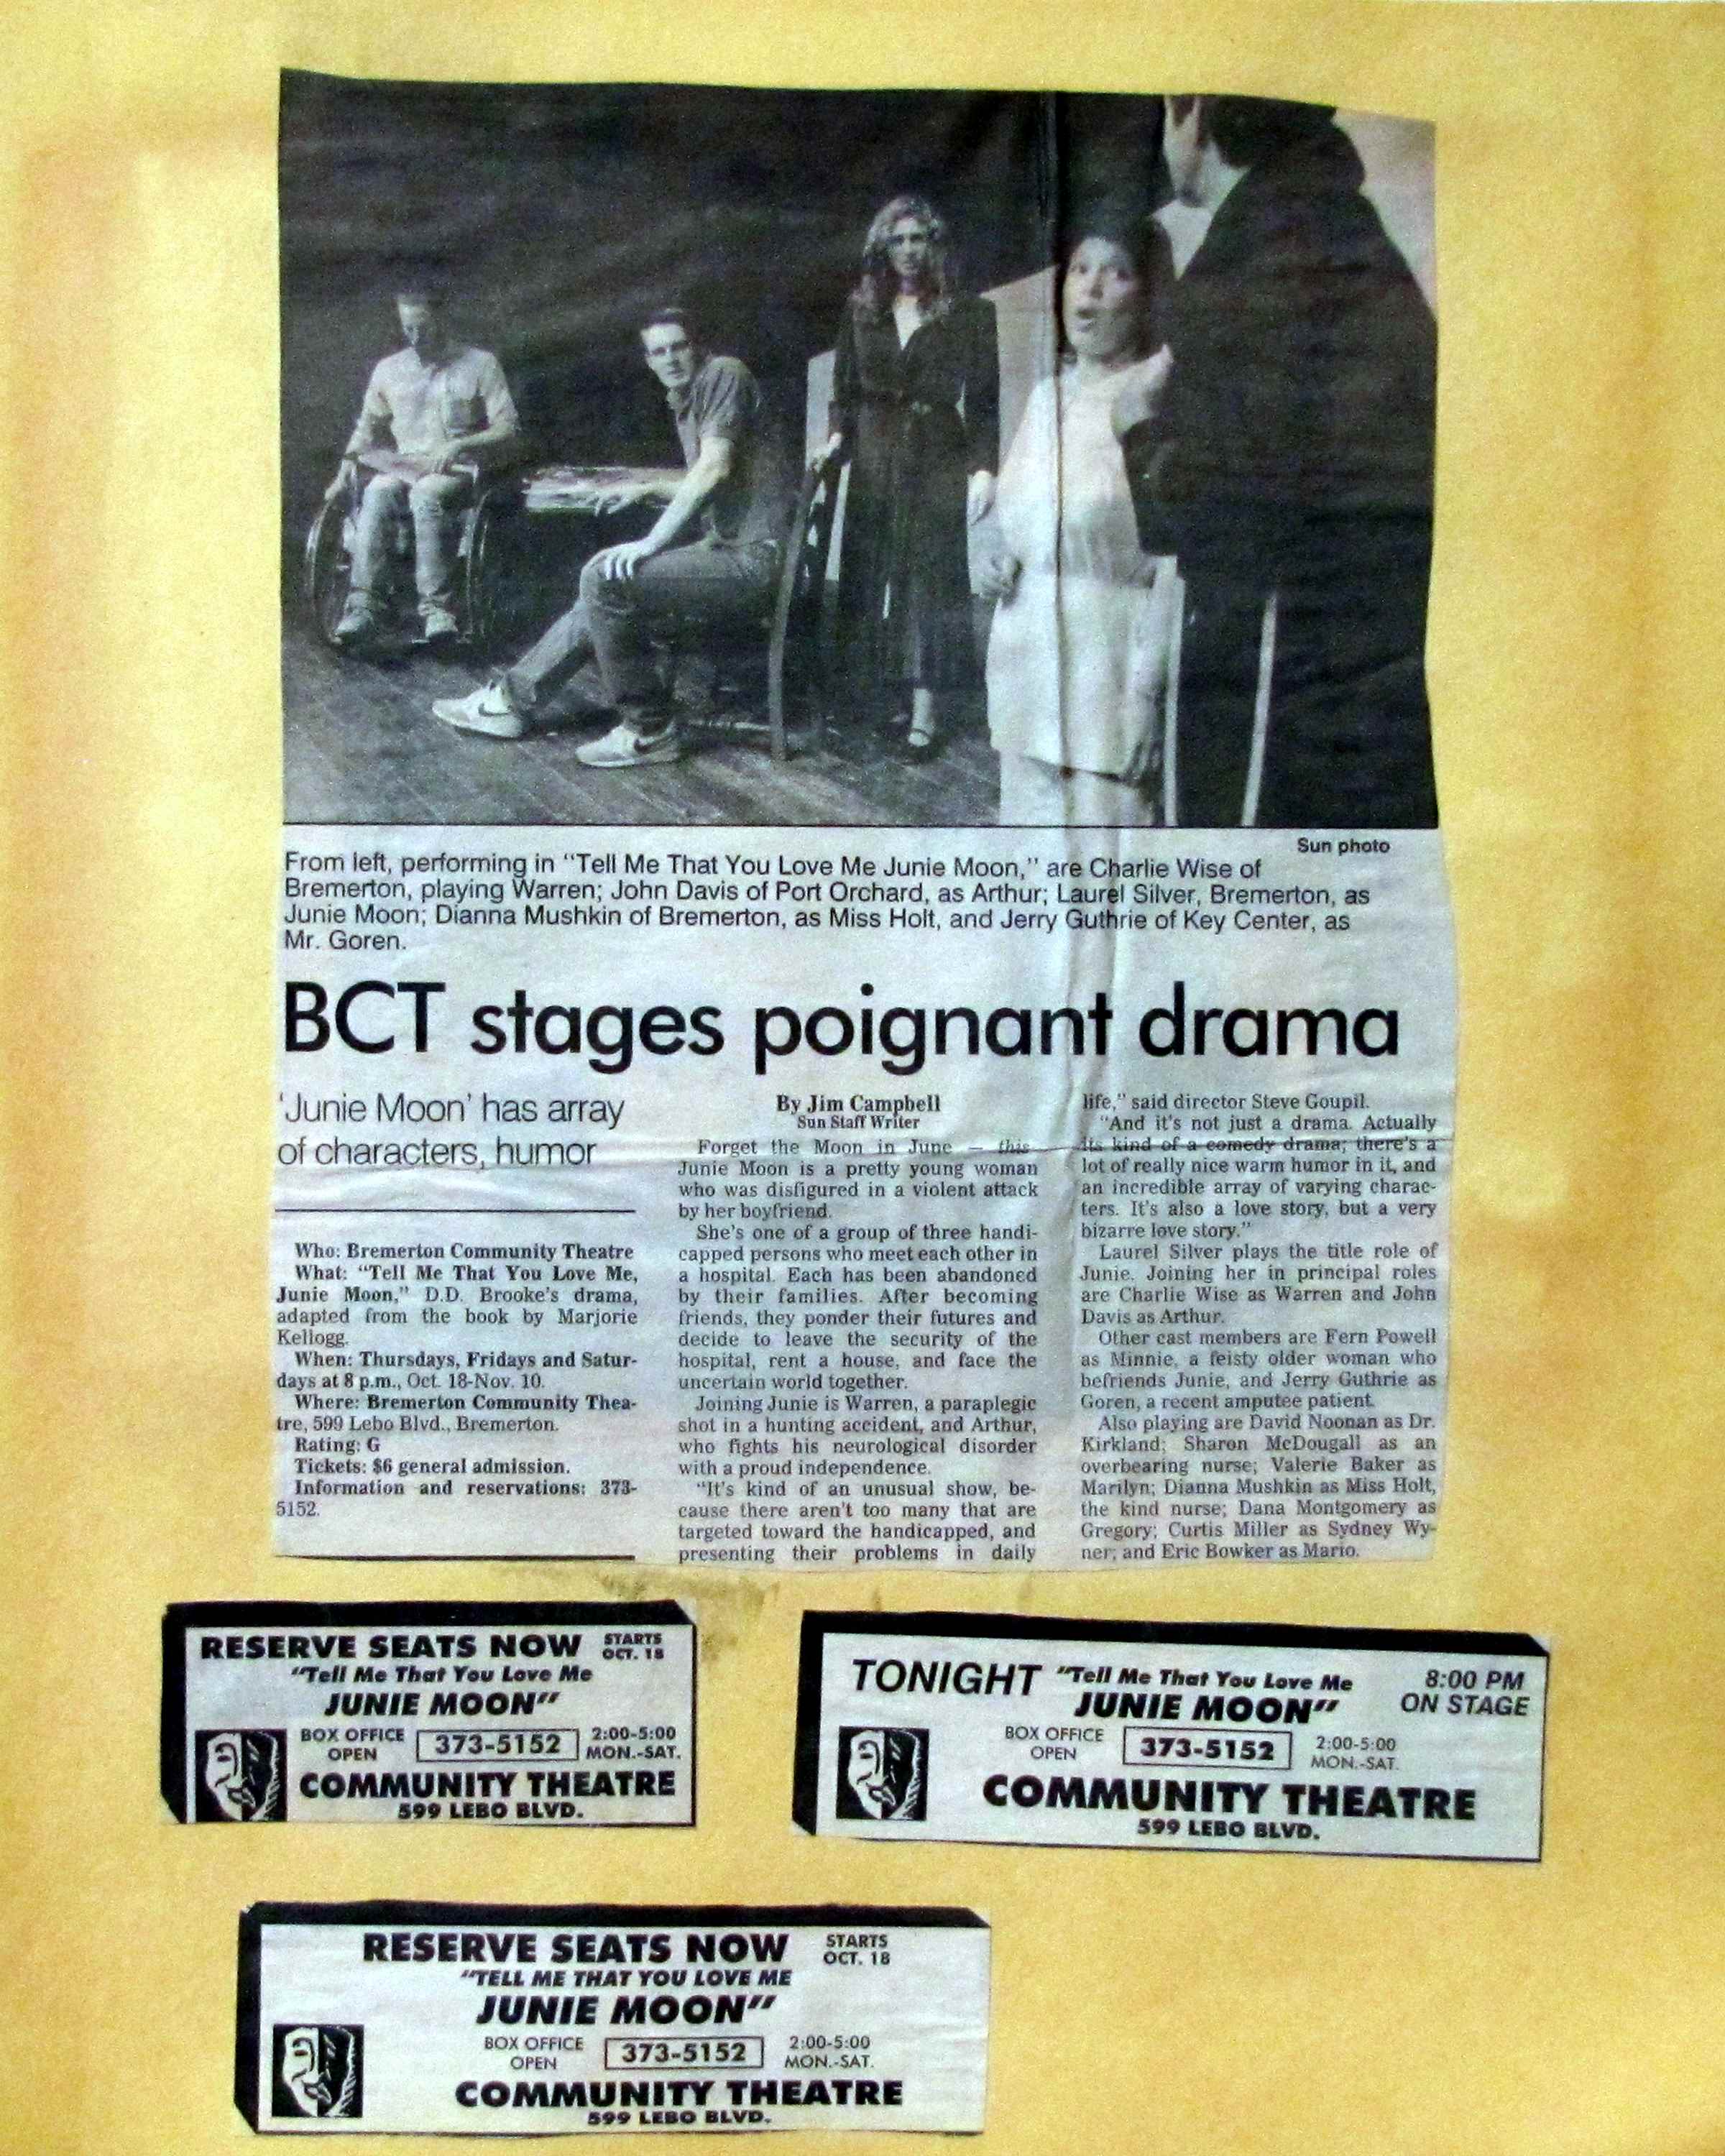 Sun photo
From left, performing in "Tell Me That You Love Me Junie Moon," are Charlie Wise of
Bremerton, playing Warren; John Davis of Port Orchard, as Arthur; Laurel Silver, Bremerton, as
Junie Moon; Dianna Mushkin of Bremerton, as Miss Holt, and Jerry Guthrie of Key Center, as
Mr. Goren.
BCT stages poignant drama
'Junie Moon' has array
of characters, humor
Who: Bremerton Community Theatre
What: "Tell Me That You Love Me,
Junie Moon," D.D. Brooke's drama,
adapted from the book by Marjorie
Kellogg.
When: Thursdays, Fridays and Satur-
days at 8 p.m., Oct. 18-Nov. 10.
Where: Bremerton Community Thea-
tre, 599 Lebo Blvd., Bremerton.
Rating: G
Tickets: $6 general admission.
Information and reservations: 373-
5152.
By Jim Campbell
Sun Staff Writer
Forget the Moon in June — this
Junie Moon is a pretty young woman
who was disfigured in a violent attack
by her boyfriend.
She's one of a group of three handi-
capped persons who meet each other in
a hospital. Each has been abandoned
by their families. After becoming
friends, they ponder their futures and
decide to leave the security of the
hospital, rent a house, and face the
uncertain world together.
Joining Junie is Warren, a paraplegic
shot in a hunting accident, and Arthur,
who fights his neurological disorder
with a proud independence.
"It's kind of an unusual show, be-
cause there aren't too many that are
targeted toward the handicapped, and
presenting their problems in daily
life," said director Steve Goupil.
"And it's not just a drama. Actually
its kind of a comedy drama; there's a
lot of really nice warm humor in it, and
an incredible array of varying charac-
ters. It's also a love story, but a very
bizarre love story."
Laurel Silver plays the title role of
Junie. Joining her in principal roles
are Charlie Wise as Warren and John
Davis as Arthur.
Other cast members are Fern Powell
as Minnie, a feisty older woman who
befriends Junie, and Jerry Guthrie as
Goren, a recent amputee patient.
Also playing are David Noonan as Dr.
Kirkland; Sharon McDougall as an
overbearing nurse; Valerie Baker as
Marilyn; Dianna Mushkin as Miss Holt,
the kind nurse; Dana Montgomery as
Gregory; Curtis Miller as Sydney Wy-
ner; and Eric Bowker as Mario.
RESERVE SEATS NOW STARTS
OCT. 18
"Tell Me That You Love Me
JUNIE MOON"
BOX OFFICE
OPEN
373-5152
2:00-5:00
MON.-SAT.
COMMUNITY THEATRE
599 LEBO BLVD.
TONIGHT "Tell Me That You Love Me
JUNIE MOON"
8:00 PM
ON STAGE
BOX OFFICE
OPEN
373-5152
2:00-5:00
MON.-SAT.
COMMUNITY THEATRE
599 LEBO BLVD.
RESERVE SEATS NOW STARTS
OCT. 18
"TELL ME THAT YOU LOVE ME
JUNIE MOON"
BOX OFFICE
OPEN
373-5152
2:00-5:00
MON.-SAT.
COMMUNITY THEATRE
599 LEBO BLVD.